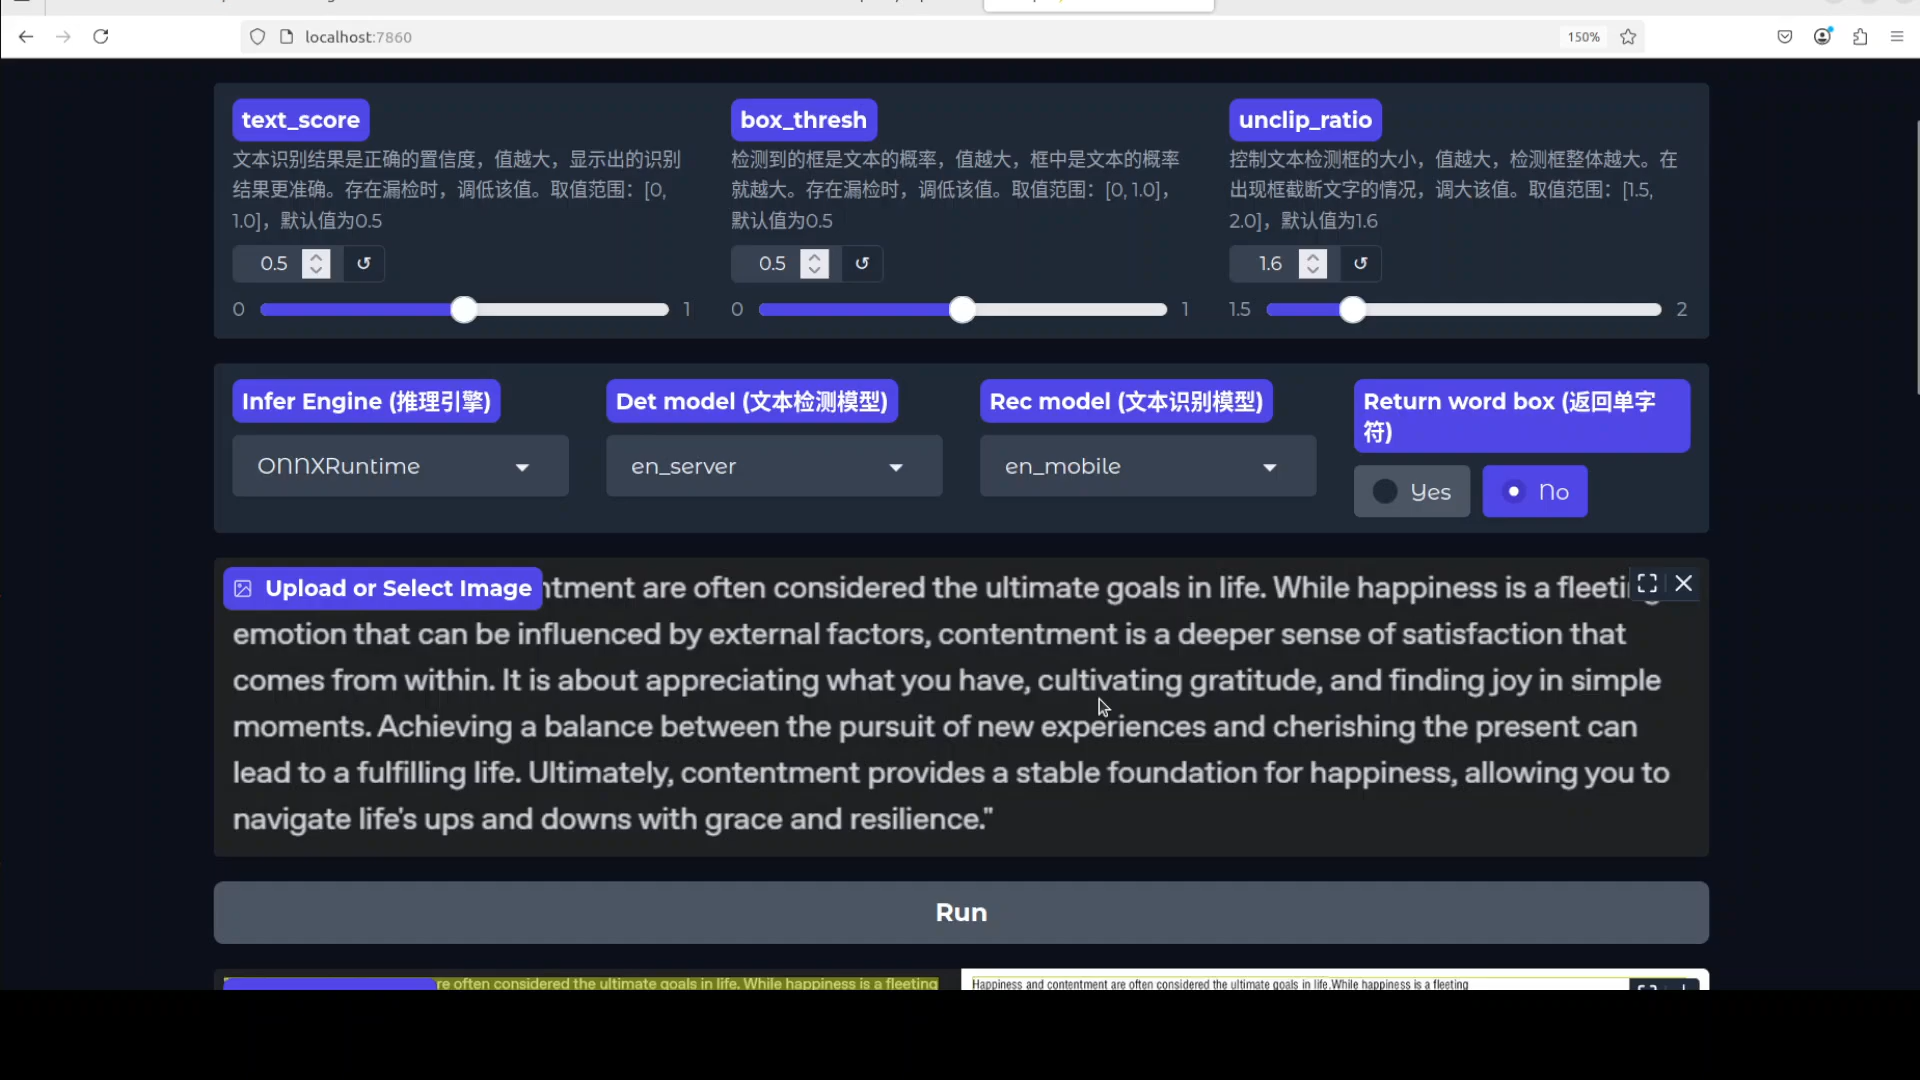 localhost:7860
150%
text_score
文本识别结果是正确的置信度，值越大，显示出的识别
结果更准确。存在漏检时，调低该值。取值范围：[0,
1.0]，默认值为0.5
0.5
0
1
box_thresh
检测到的框是文本的概率，值越大，框中是文本的概率
就越大。存在漏检时，调低该值。取值范围：[0, 1.0]，
默认值为0.5
0.5
0
1
unclip_ratio
控制文本检测框的大小，值越大，检测框整体越大。在
出现框截断文字的情况，调大该值。取值范围：[1.5,
2.0]，默认值为1.6
1.6
1.5
2
Infer Engine (推理引擎)
ONNXRuntime
Det model (文本检测模型)
en_server
Rec model (文本识别模型)
en_mobile
Return word box (返回单字
符)
Yes
No
Upload or Select Image
ntment are often considered the ultimate goals in life. While happiness is a fleeting
emotion that can be influenced by external factors, contentment is a deeper sense of satisfaction that
comes from within. It is about appreciating what you have, cultivating gratitude, and finding joy in simple
moments. Achieving a balance between the pursuit of new experiences and cherishing the present can
lead to a fulfilling life. Ultimately, contentment provides a stable foundation for happiness, allowing you to
navigate life's ups and downs with grace and resilience."
Run
re often considered the ultimate goals in life. While happiness is a fleeting
Happiness and contentment are often considered the ultimate goals in life.While happiness is a fleeting